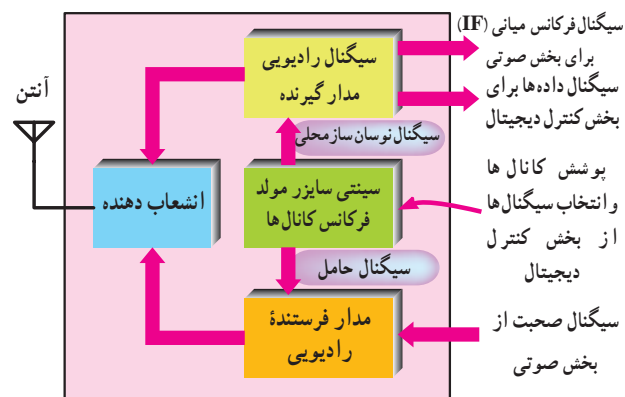 سیگنال فرکانس میانی (IF)
برای بخش صوتی
سیگنال داده‌ها برای
بخش کنترل دیجیتال
سیگنال رادیویی
مدار گیرنده
آنتن
سیگنال نوسان ساز محلی
پوشش کانال ها
و انتخاب سیگنال‌ها
از بخش کنترل
دیجیتال
سینتی سایزر مولد
فرکانس کانال‌ها
انشعاب دهنده
سیگنال حامل
مدار فرستندۀ
رادیویی
سیگنال صحبت از
بخش صوتی